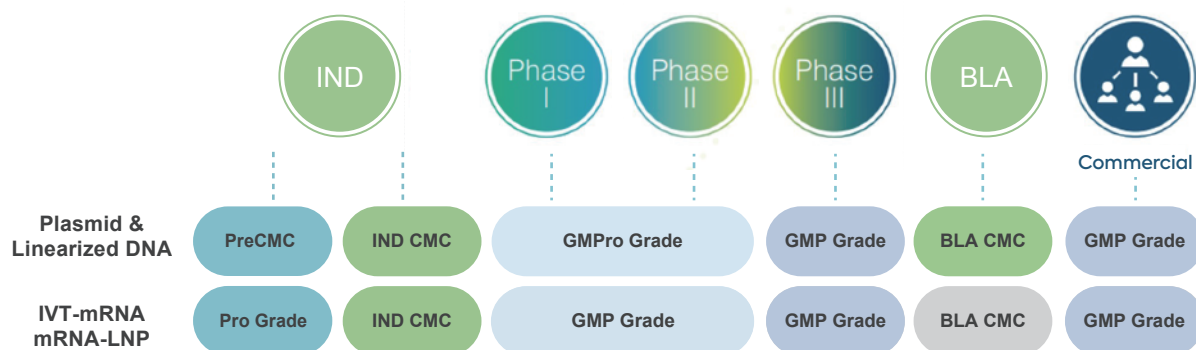 IND
Phase
I
Phase
II
Phase
III
BLA
Commercial
Plasmid &
Linearized DNA
PreCMC
IND CMC
GMPro Grade
GMP Grade
BLA CMC
GMP Grade
IVT-mRNA
mRNA-LNP
Pro Grade
IND CMC
GMP Grade
GMP Grade
BLA CMC
GMP Grade